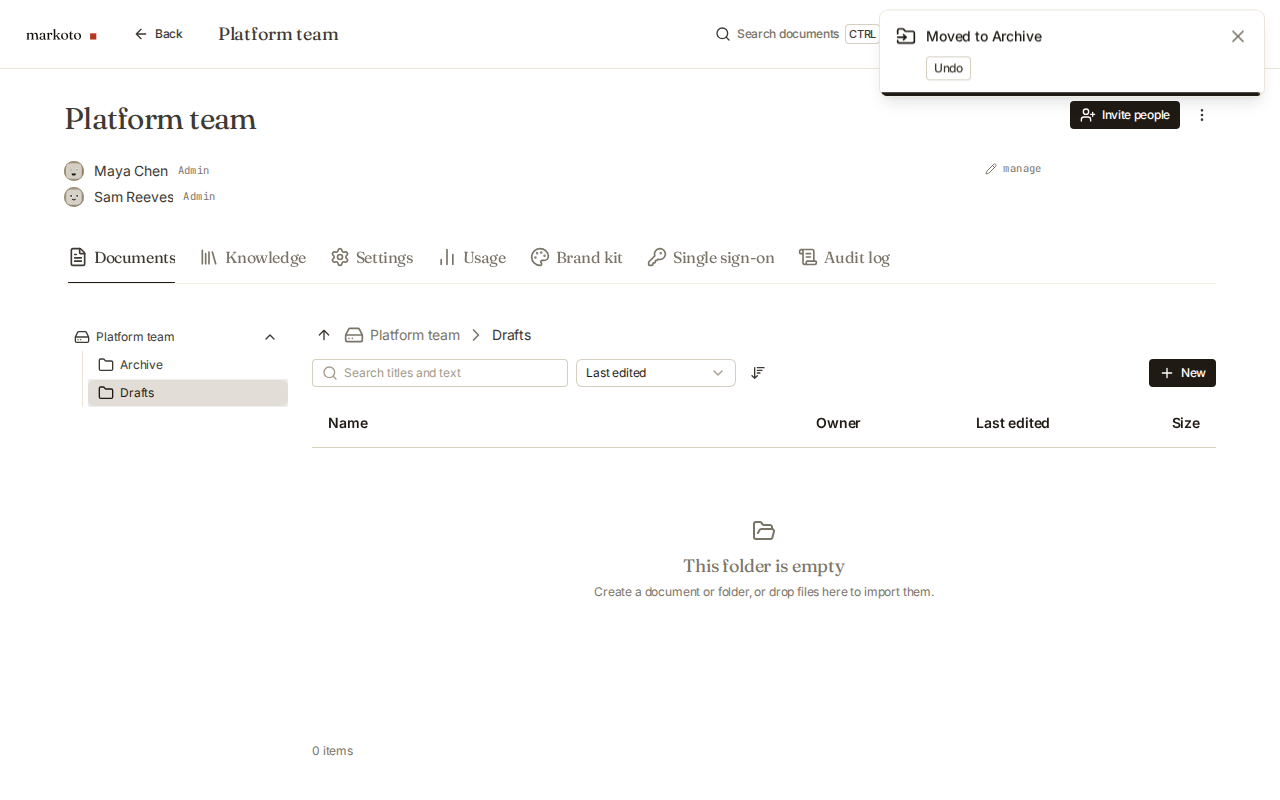 markoto
Back
Platform team
Search documents CTRL
Moved to Archive
Undo
Platform team
Invite people
Maya Chen Admin
manage
Sam Reeves Admin
Documents Knowledge Settings Usage Brand kit Single sign-on Audit log
Platform team
Archive
Drafts
Platform team Drafts
Search titles and text
Last edited
New
Name Owner Last edited Size
This folder is empty
Create a document or folder, or drop files here to import them.
0 items